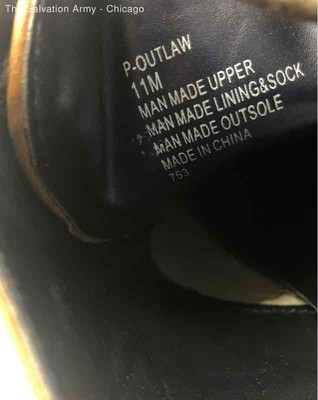 The Salvation Army - Chicago
P-OUTLAW
11M
MAN MADE UPPER
MAN MADE LINING&SOCK
MAN MADE OUTSOLE
MADE IN CHINA
753